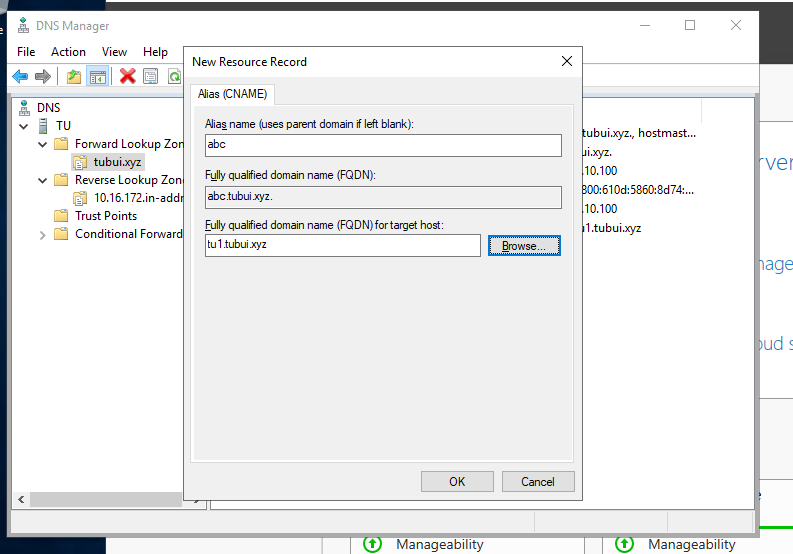 DNS Manager
File Action View Help
New Resource Record
Alias (CNAME)
DNS
TU
Forward Lookup Zon
tubui.xyz
Reverse Lookup Zone
10.16.172.in-addr
Trust Points
Conditional Forward
Alias name (uses parent domain if left blank):
abc
Fully qualified domain name (FQDN):
abc.tubui.xyz.
Fully qualified domain name (FQDN) for target host:
tu1.tubui.xyz
Browse...
OK
Cancel
tubui.xyz., hostmast...
ui.xyz.
10.100
800:610d:5860:8d74:...
.10.100
u1.tubui.xyz
rver
nage
oud s
Manageability
Manageability